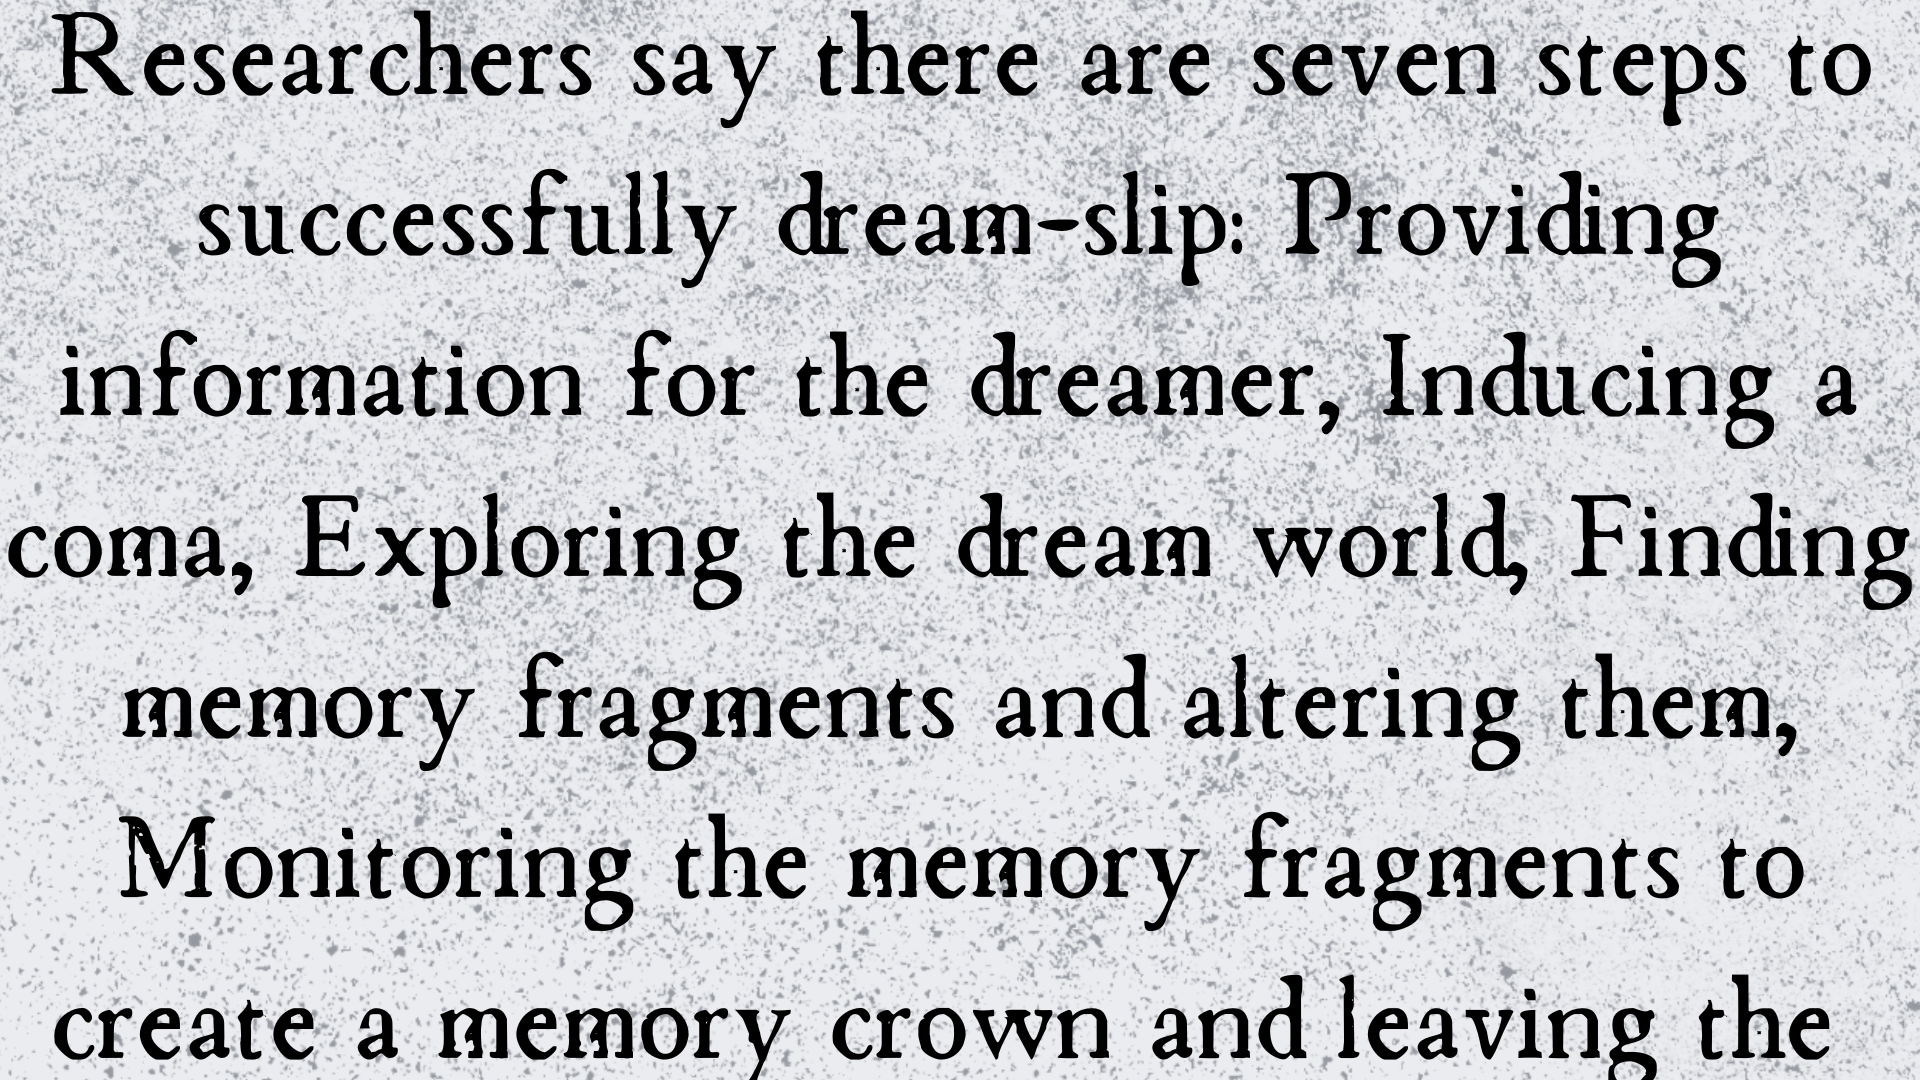 Researchers say there are seven steps to
successfully dream-slip: Providing
information for the dreamer, Inducing a
coma, Exploring the dream world, Finding
memory fragments and altering them,
Monitoring the memory fragments to
create a memory crown and leaving the